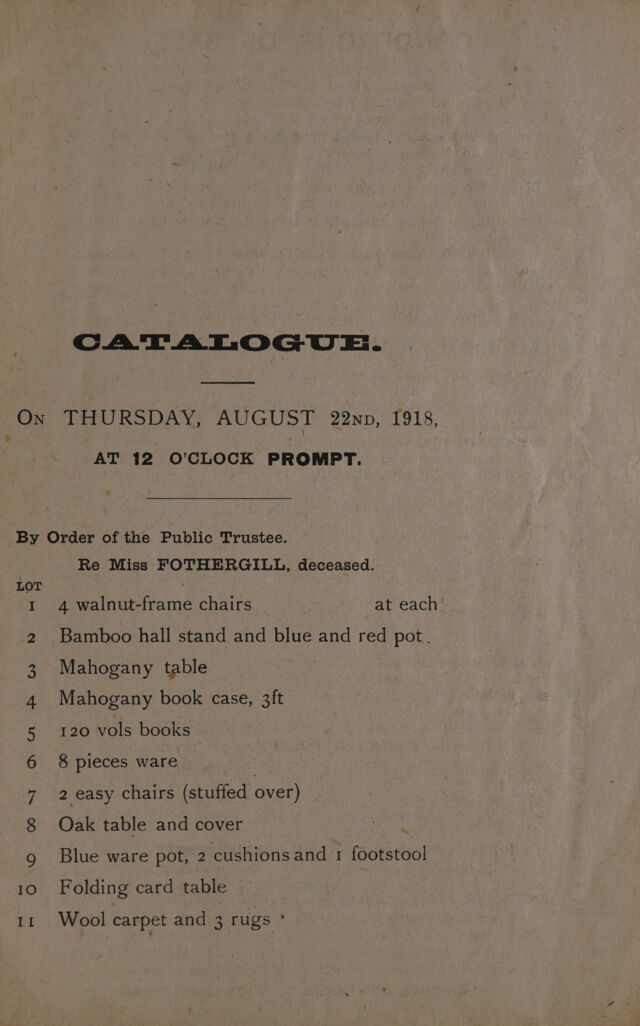 CATALOGUE.
ON THURSDAY, AUGUST 22ND, 1918,
AT 12 O'CLOCK PROMPT.
By Order of the Public Trustee.
Re Miss FOTHERGILL, deceased.
LOT
1 4 walnut-frame chairs at each
2 Bamboo hall stand and blue and red pot.
3 Mahogany table
4 Mahogany book case, 3ft
5 120 vols books
6 8 pieces ware
7 2 easy chairs (stuffed over)
8 Oak table and cover
9 Blue ware pot, 2 cushions and 1 footstool
10 Folding card table
11 Wool carpet and 3 rugs